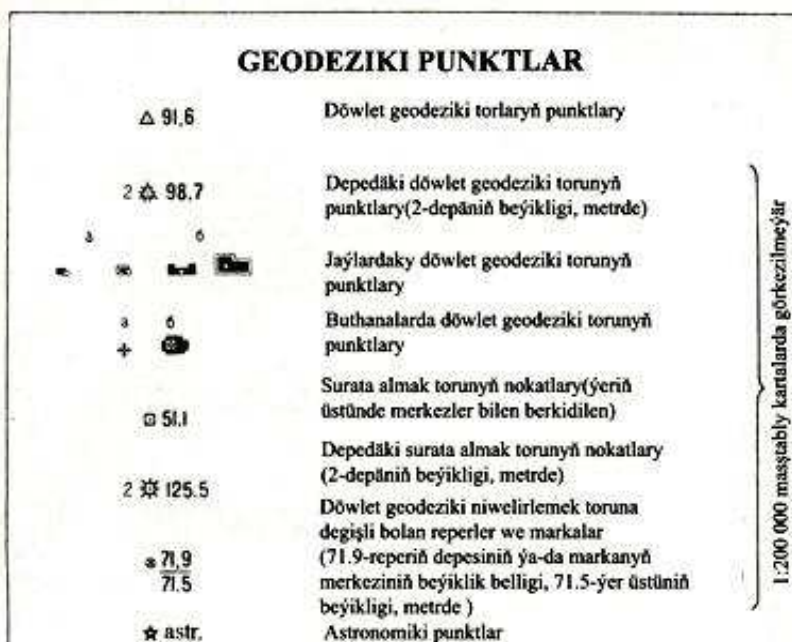 GEODEZIKI PUNKTLAR
△ 91.6 Döwlet geodeziki torlaryň punktlary
2 98.7 Depedäki döwlet geodeziki torunyň
punktlary(2-depäniň beýikligi, metrde)
Jaýlardaky döwlet geodeziki torunyň
punktlary
а б
Buthanalarda döwlet geodeziki torunyň
punktlary
Surata almak torunyň nokatlary(ýeriň
üstünde merkezler bilen berkidilen)
51.1
Depedäki surata almak torunyň nokatlary
(2-depäniň beýikligi, metrde)
2 125.5
Döwlet geodeziki niwelirlemek toruna
degişli bolan reperler we markalar
(71.9-reperiň depesiniň ýa-da markanyň
merkeziniň beýiklik belligi, 71.5-ýer üstüniň
beýikligi, metrde )
71.9
71.5
★ astr. Astronomiki punktlar
1:200 000 masştably kartalarda görkezilmeýär